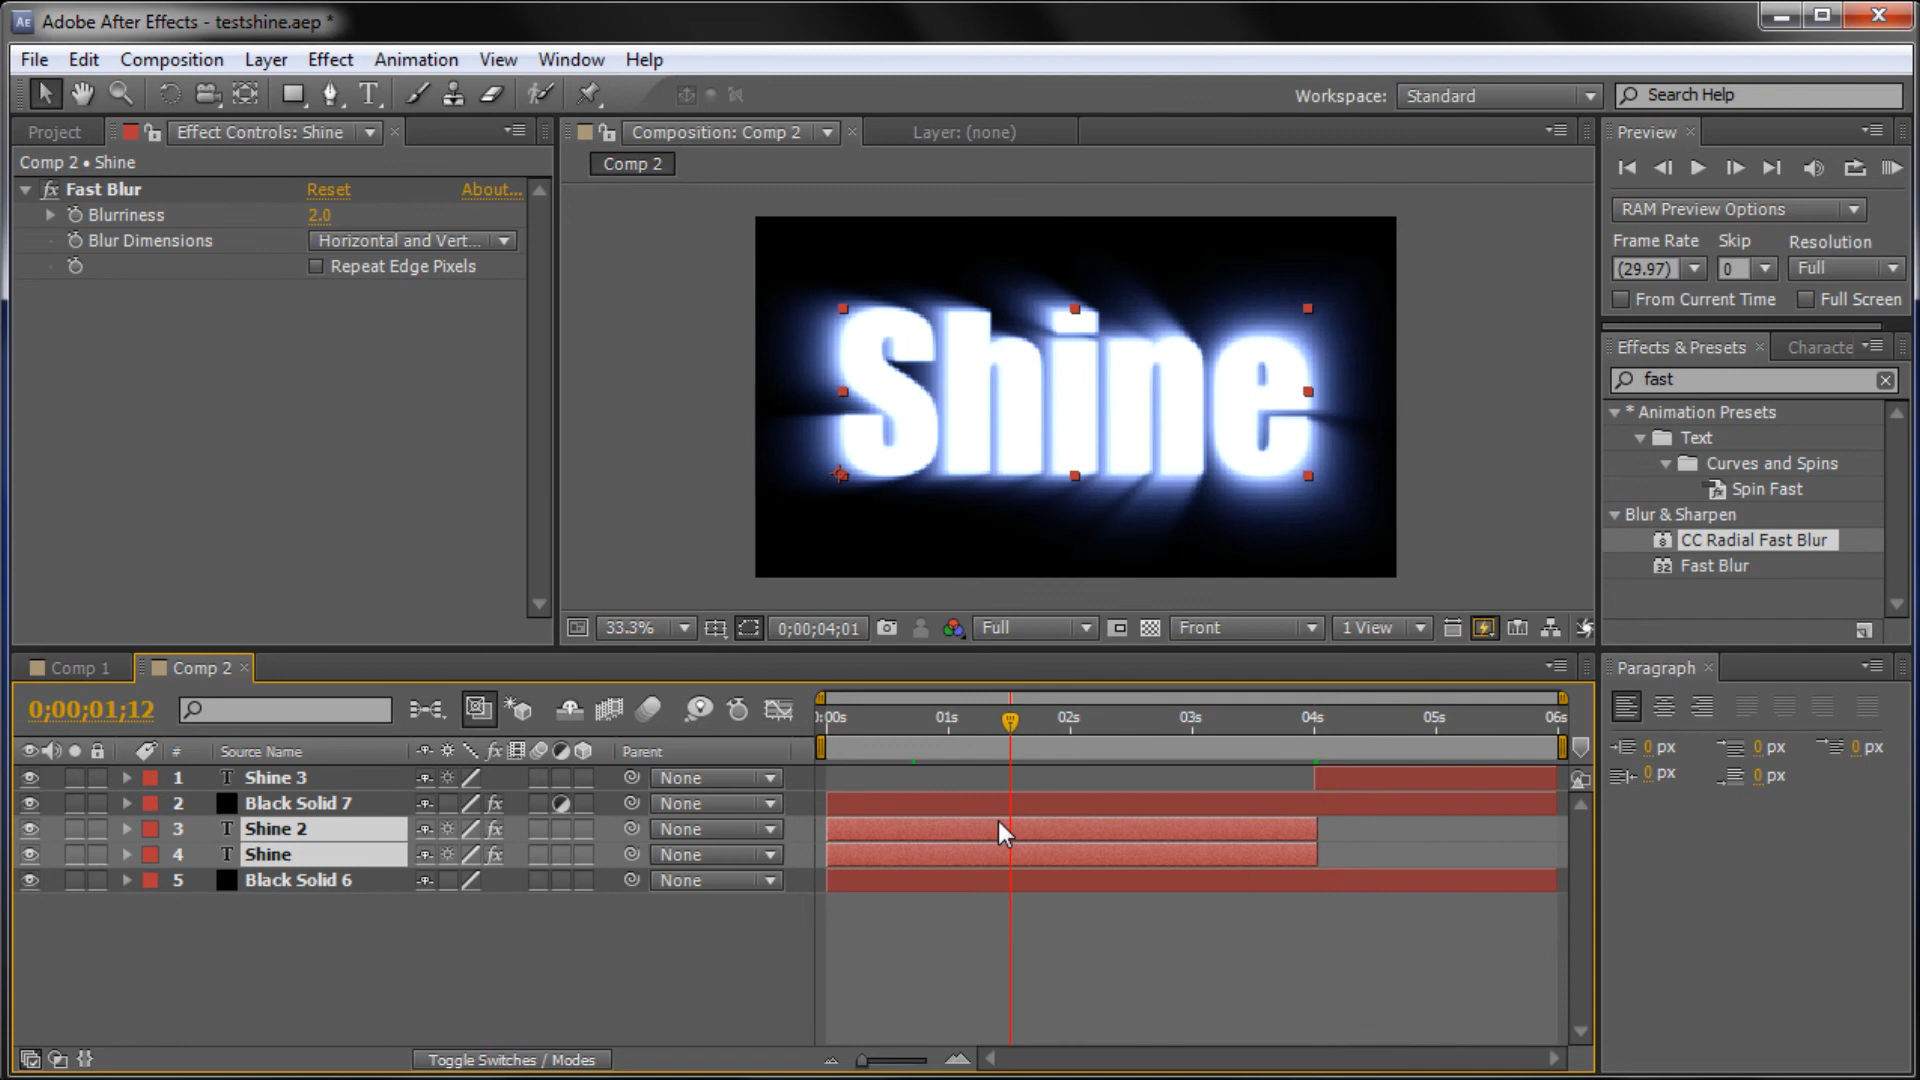 Adobe After Effects - testshine.aep *
File Edit Composition Layer Effect Animation View Window Help
Workspace: Standard Search Help
Project Effect Controls: Shine
Comp 2 • Shine
fx Fast Blur Reset About...
Blurriness 2.0
Blur Dimensions Horizontal and Vert...
Repeat Edge Pixels
Composition: Comp 2 Layer: (none)
Comp 2
Shine
33.3% 0;00;04;01 Full Front 1 View
Preview
RAM Preview Options
Frame Rate Skip Resolution
(29.97) 0 Full
From Current Time Full Screen
Effects & Presets Characte
fast
* Animation Presets
Text
Curves and Spins
Spin Fast
Blur & Sharpen
CC Radial Fast Blur
Fast Blur
Comp 1 Comp 2
0;00;01;12
):00s 01s 02s 03s 04s 05s 06s
# Source Name fx Parent
1 T Shine 3 None
2 Black Solid 7 fx None
3 T Shine 2 fx None
4 T Shine fx None
5 Black Solid 6 None
Toggle Switches / Modes
Paragraph
0 px 0 px 0 px
0 px 0 px